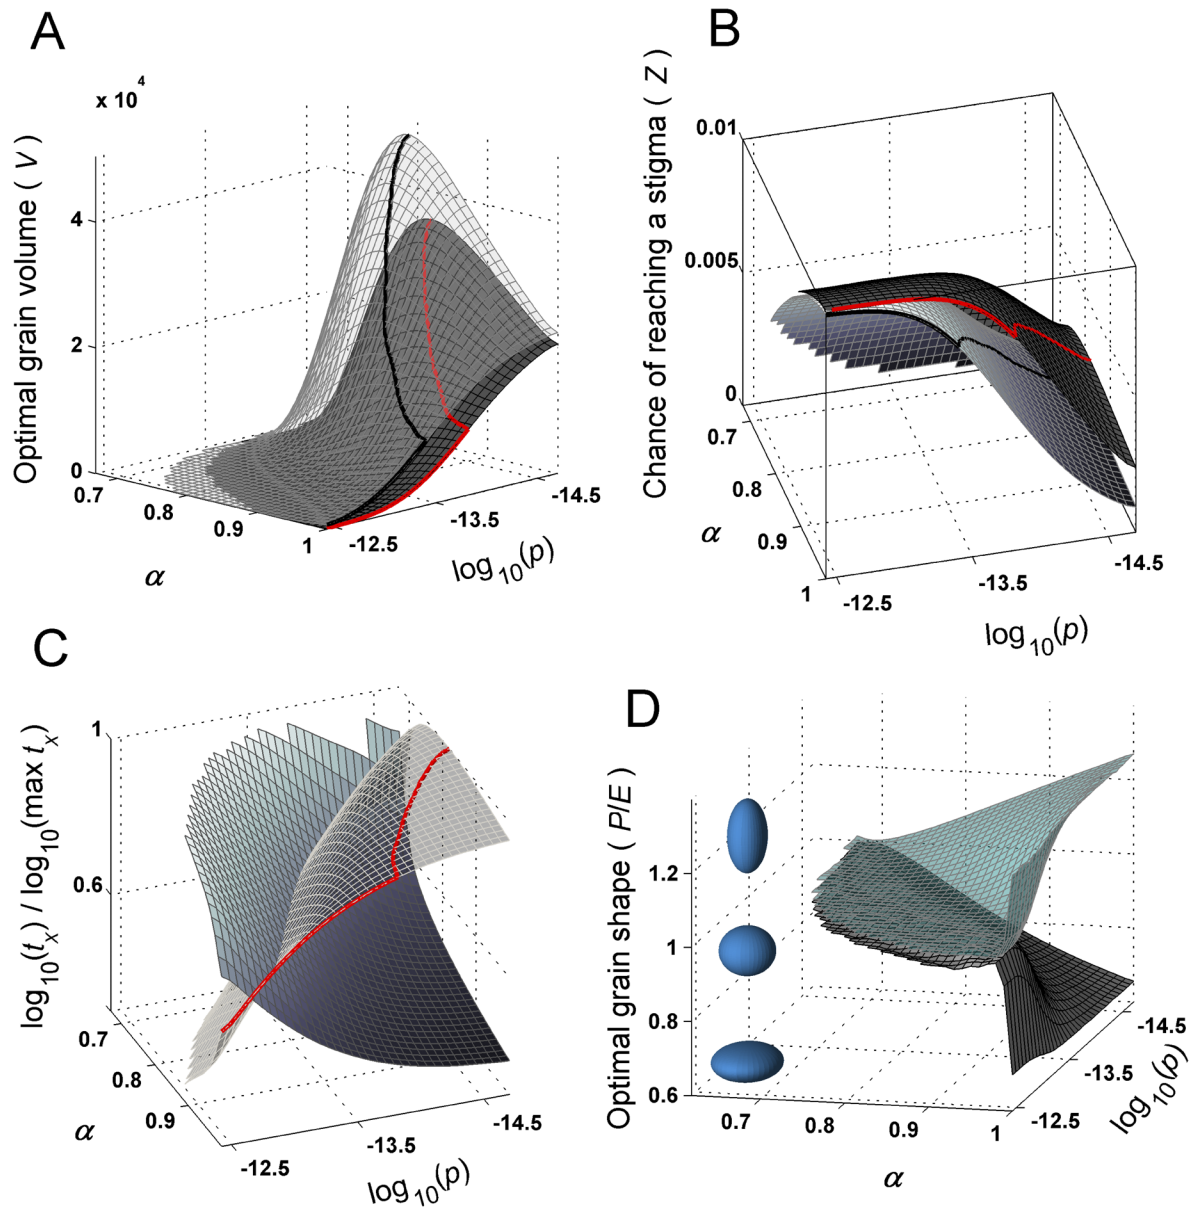 A
x 10^4
Optimal grain volume ( V )
4
2
0
0.7
0.8
0.9
1
α
-12.5
-13.5
-14.5
log10(p)
B
Chance of reaching a stigma ( Z )
0.01
0.005
0
0.7
0.8
0.9
1
α
-12.5
-13.5
-14.5
log10(p)
C
log10(tx) / log10(max tx)
1
0.6
0.7
0.8
0.9
α
-12.5
-13.5
-14.5
log10(p)
D
Optimal grain shape ( P/E )
1.2
1
0.8
0.6
0.7
0.8
0.9
1
α
-12.5
-13.5
-14.5
log10(p)